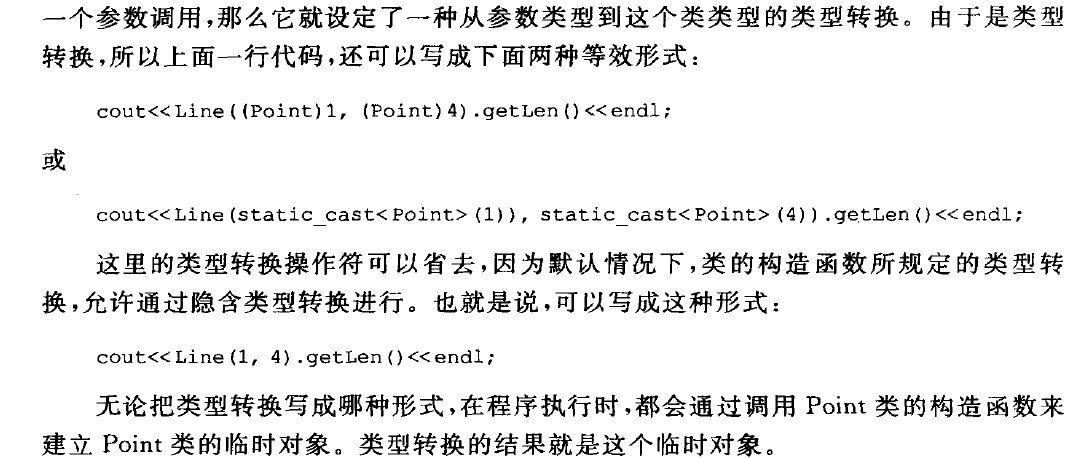 一个参数调用,那么它就设定了一种从参数类型到这个类类型的类型转换。由于是类型
转换,所以上面一行代码,还可以写成下面两种等效形式:
cout<<Line((Point)1, (Point)4).getLen()<<endl;
或
cout<<Line(static_cast<Point>(1)), static_cast<Point>(4)).getLen()<<endl;
这里的类型转换操作符可以省去,因为默认情况下,类的构造函数所规定的类型转
换,允许通过隐含类型转换进行。也就是说,可以写成这种形式:
cout<<Line(1, 4).getLen()<<endl;
无论把类型转换写成哪种形式,在程序执行时,都会通过调用 Point 类的构造函数来
建立 Point 类的临时对象。类型转换的结果就是这个临时对象。